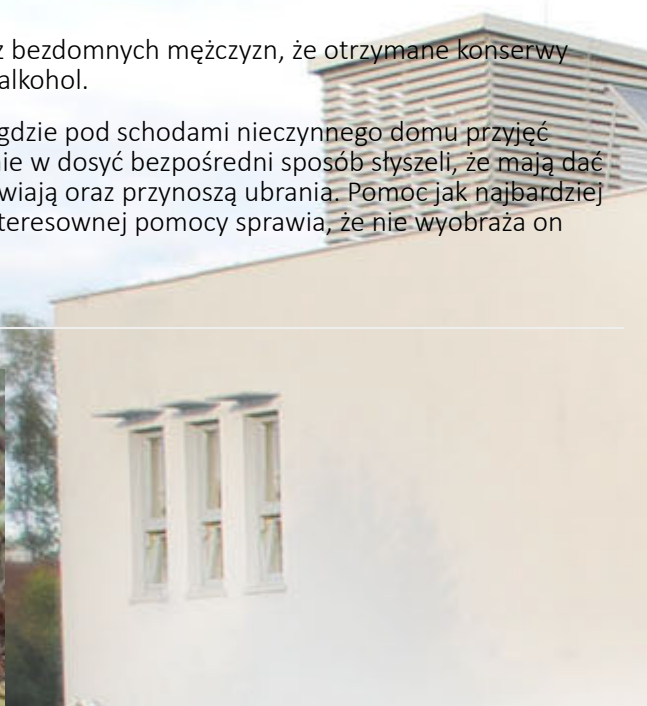 z bezdomnych mężczyzn, że otrzymane konserwy
alkohol.
gdzie pod schodami nieczynnego domu przyjęć
nie w dosyć bezpośredni sposób słyszeli, że mają dać
wiają oraz przynoszą ubrania. Pomoc jak najbardziej
teresownej pomocy sprawia, że nie wyobraża on